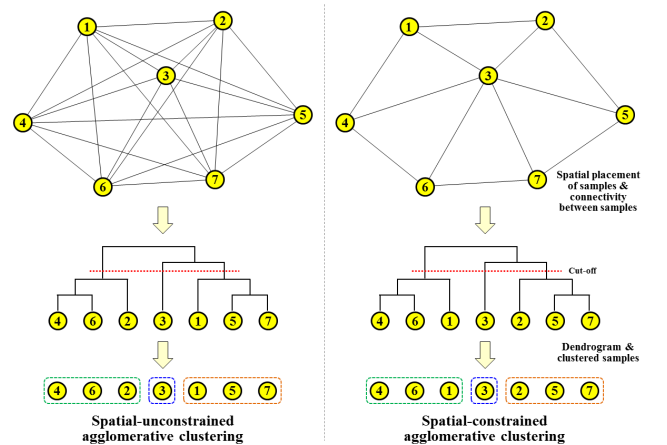 1
2
3
4
5
6
7
1
2
3
4
5
6
7
Spatial placement
of samples &
connectivity
between samples
Cut-off
4 6 2 3 1 5 7
4 6 1 3 2 5 7
Dendrogram &
clustered samples
4 6 2 3 1 5 7
4 6 1 3 2 5 7
Spatial-unconstrained
agglomerative clustering
Spatial-constrained
agglomerative clustering